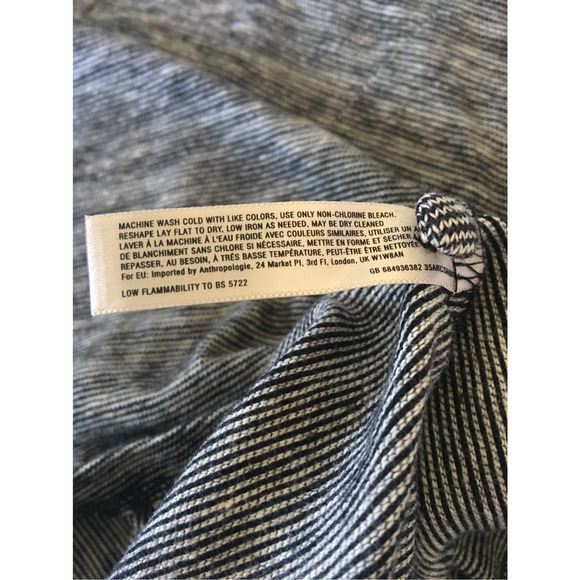 MACHINE WASH COLD WITH LIKE COLORS, USE ONLY NON-CHLORINE BLEACH.
RESHAPE LAY FLAT TO DRY, LOW IRON AS NEEDED, MAY BE DRY CLEANED
LAVER À LA MACHINE À L'EAU FROIDE AVEC COULEURS SIMILAIRES, UTILISER UN
DE BLANCHIMENT SANS CHLORE SI NÉCESSAIRE, METTRE EN FORME ET SECHER
REPASSER, AU BESOIN, À TRÈS BASSE TEMPÉRATURE, PEUT-ÊTRE ÊTRE NETTOYÉE
For EU: Imported by Anthropologie, 24 Market Pl, 3rd Fl, London, UK W1W8AN
GB 684936382
LOW FLAMMABILITY TO BS 5722